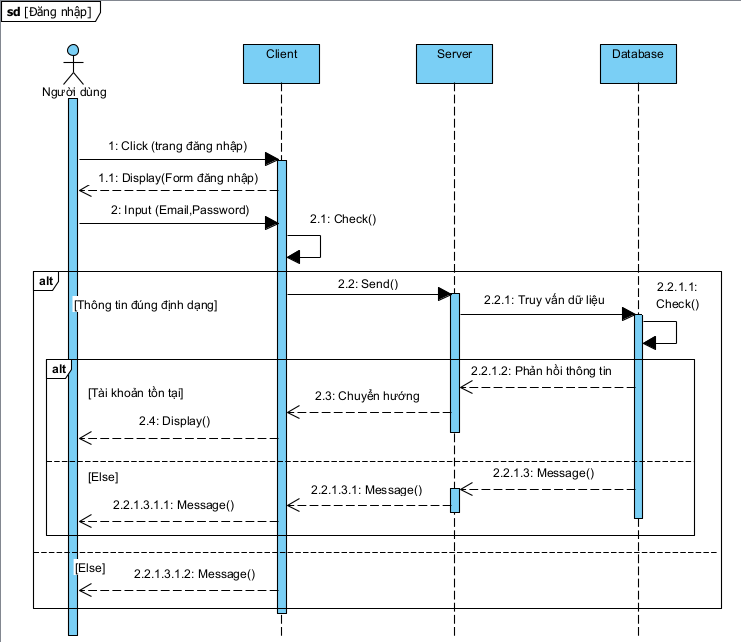 sd [Đăng nhập]
Người dùng
Client
Server
Database
1: Click (trang đăng nhập)
1.1: Display(Form đăng nhập)
2: Input (Email,Password)
2.1: Check()
alt
[Thông tin đúng định dạng]
2.2: Send()
2.2.1: Truy vấn dữ liệu
2.2.1.1:
Check()
alt
[Tài khoản tồn tại]
2.2.1.2: Phản hồi thông tin
2.3: Chuyển hướng
2.4: Display()
[Else]
2.2.1.3: Message()
2.2.1.3.1: Message()
2.2.1.3.1.1: Message()
[Else]
2.2.1.3.1.2: Message()